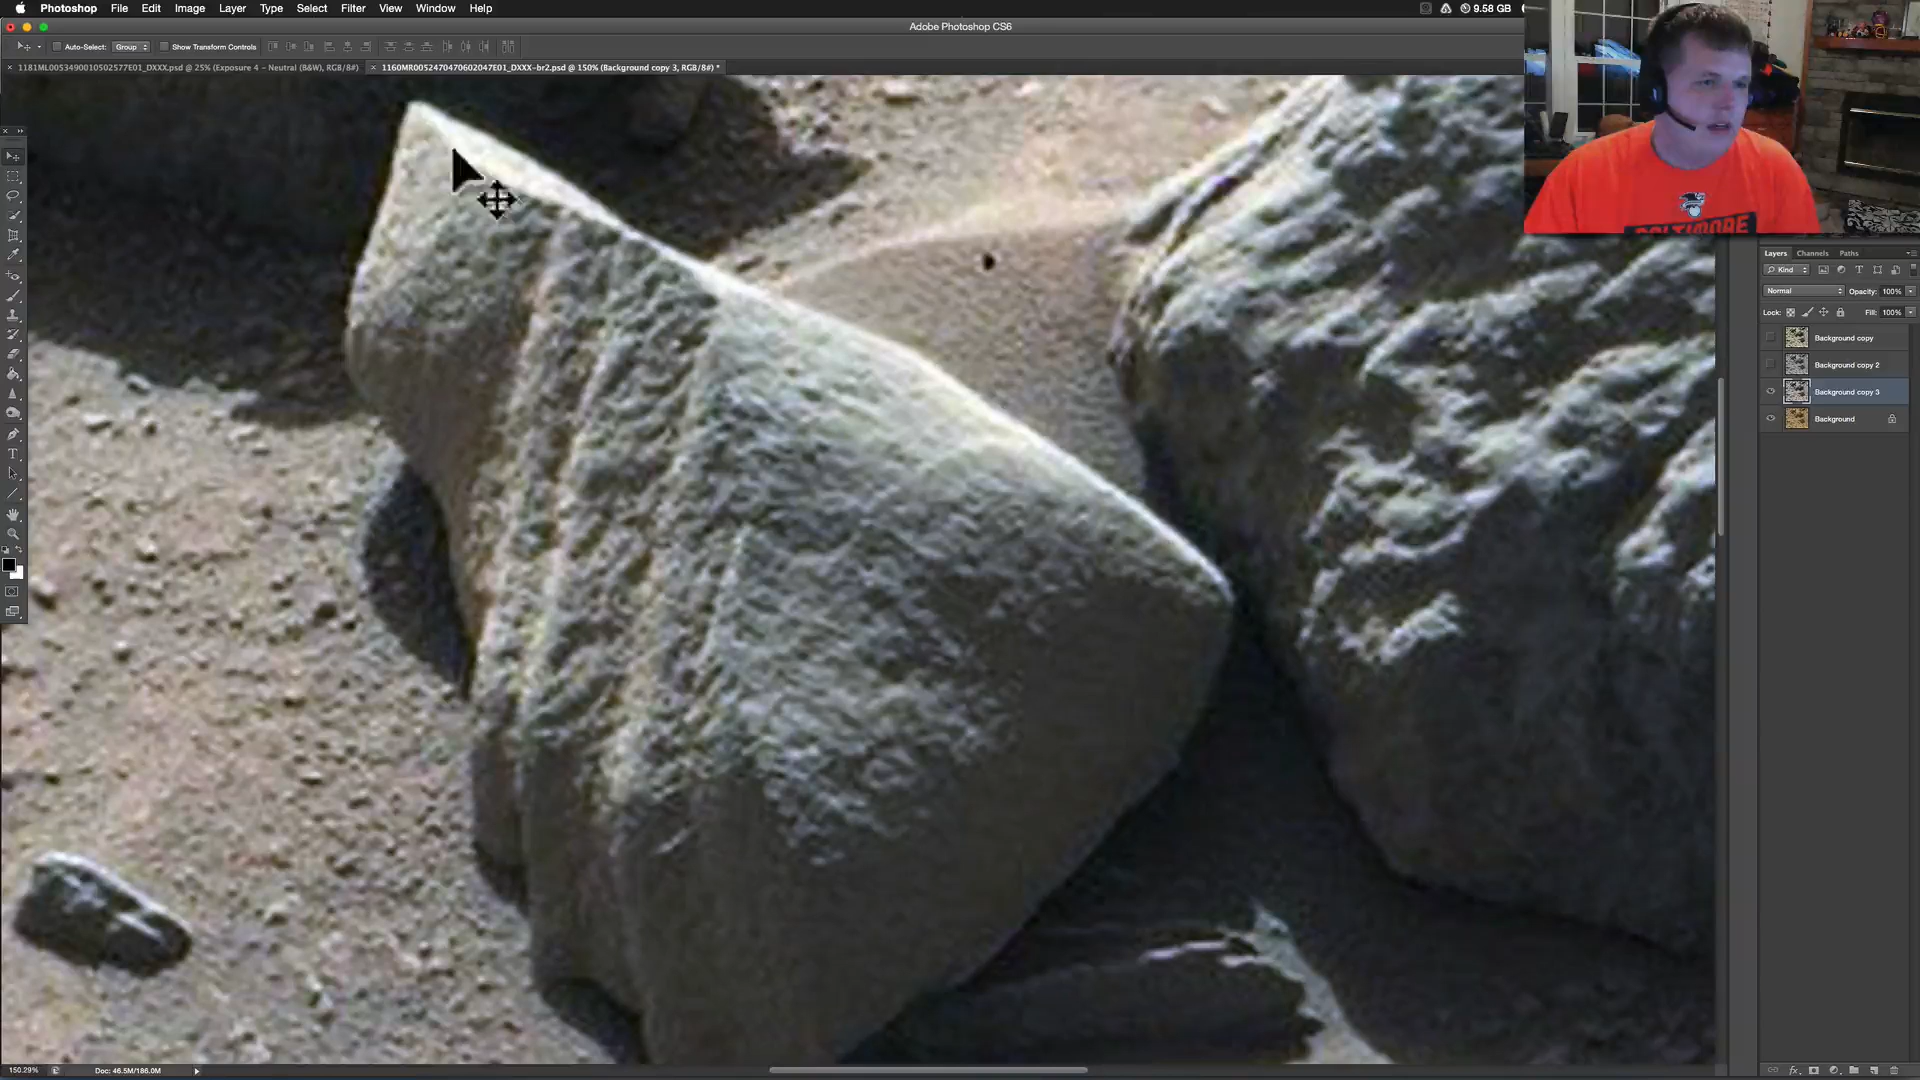 Photoshop File Edit Image Layer Type Select Filter View Window Help 9.58 GB
Adobe Photoshop CS6
Auto-Select: Group Show Transform Controls
1181ML0053490010502577E01_DXXX.psd @ 25% (Exposure 4 - Neutral (B&W), RGB/8#)
1160MR0052470470602047E01_DXXX-br2.psd @ 150% (Background copy 3, RGB/8#) *
BALTIMORE
Layers Channels Paths
Kind
Normal Opacity: 100%
Lock: Fill: 100%
Background copy
Background copy 2
Background copy 3
Background
150.29% Doc: 46.5M/186.0M